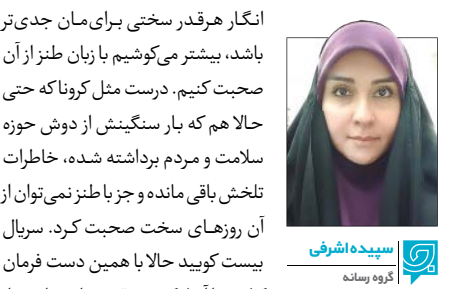 انگار هرقدر سختی برای‌مان جدی‌تر
باشد، بیشتر می‌کوشیم با زبان طنز از آن
صحبت کنیم. درست مثل کرونا که حتی
حالا هم که بار سنگینش از دوش حوزه
سلامت و مردم برداشته شده، خاطرات
تلخش باقی مانده و جز با طنز نمی‌توان از
آن روزهای سخت صحبت کرد. سریال
بیست کویید حالا با همین دست فرمان
سپیده اشرفی
گروه رسانه